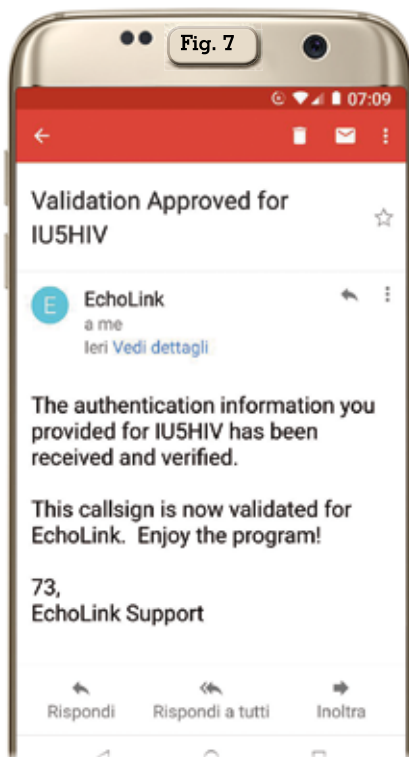 Fig. 7
07:09
Validation Approved for
IU5HIV
E
EchoLink
a me
Ieri Vedi dettagli
The authentication information you
provided for IU5HIV has been
received and verified.
This callsign is now validated for
EchoLink. Enjoy the program!
73,
EchoLink Support
Rispondi Rispondi a tutti Inoltra